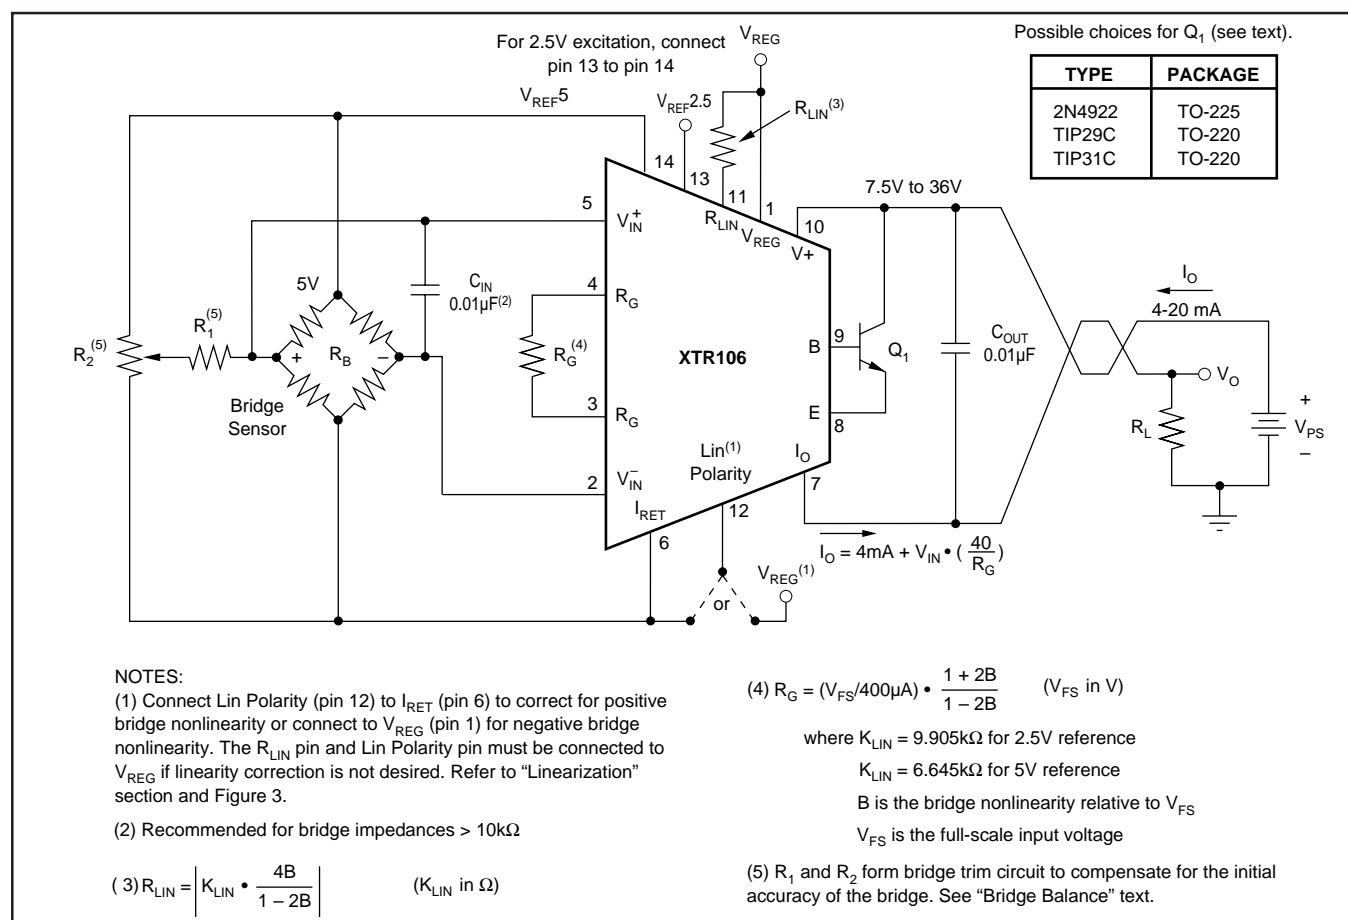 For 2.5V excitation, connect
pin 13 to pin 14
V_REG
Possible choices for Q₁ (see text).
TYPE PACKAGE
2N4922 TO-225
TIP29C TO-220
TIP31C TO-220
V_REF5
V_REF2.5
R_LIN⁽³⁾
14
13
11
1
10
7.5V to 36V
5
V⁺_IN
R_LIN
V_REG
V+
C_IN
0.01µF⁽²⁾
5V
4
R_G
R₂⁽⁵⁾
R₁⁽⁵⁾
+
R_B
–
R_G⁽⁴⁾
XTR106
B
9
Q₁
C_OUT
0.01µF
I_O
4-20 mA
V_O
Bridge
Sensor
3
R_G
E
8
R_L
+
V_PS
–
Lin⁽¹⁾
Polarity
I_O
7
2
V⁻_IN
I_RET
6
12
I_O = 4mA + V_IN • (40/R_G)
V_REG⁽¹⁾
or
NOTES:
(1) Connect Lin Polarity (pin 12) to I_RET (pin 6) to correct for positive
bridge nonlinearity or connect to V_REG (pin 1) for negative bridge
nonlinearity. The R_LIN pin and Lin Polarity pin must be connected to
V_REG if linearity correction is not desired. Refer to “Linearization”
section and Figure 3.
(2) Recommended for bridge impedances > 10kΩ
( 3) R_LIN = | K_LIN • 4B/(1 – 2B) | (K_LIN in Ω)
(4) R_G = (V_FS/400µA) • (1 + 2B)/(1 – 2B) (V_FS in V)
where K_LIN = 9.905kΩ for 2.5V reference
K_LIN = 6.645kΩ for 5V reference
B is the bridge nonlinearity relative to V_FS
V_FS is the full-scale input voltage
(5) R₁ and R₂ form bridge trim circuit to compensate for the initial
accuracy of the bridge. See “Bridge Balance” text.